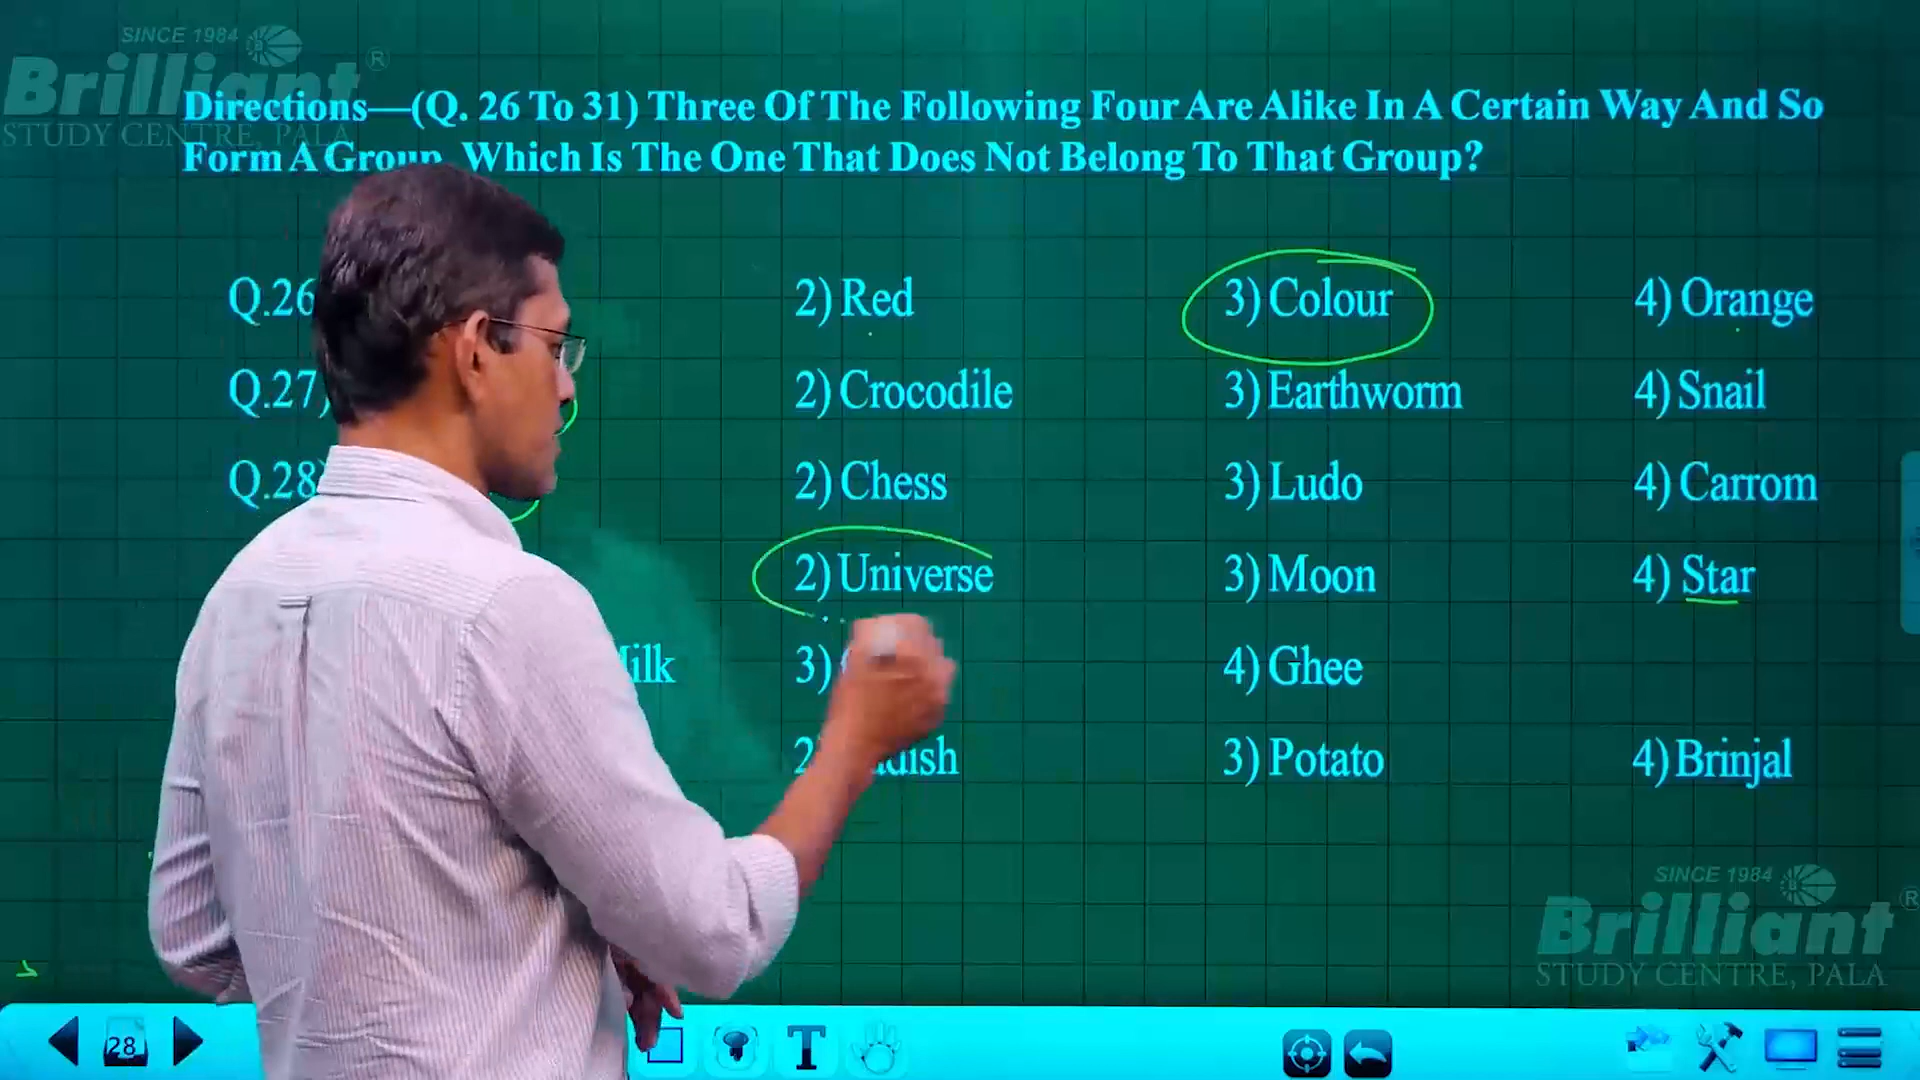 SINCE 1984
Brilliant ®
STUDY CENTRE, PALA
Directions—(Q. 26 To 31) Three Of The Following Four Are Alike In A Certain Way And So
Form A Group. Which Is The One That Does Not Belong To That Group?
Q.26 2) Red 3) Colour 4) Orange
Q.27) 2) Crocodile 3) Earthworm 4) Snail
Q.28) 2) Chess 3) Ludo 4) Carrom
2) Universe 3) Moon 4) Star
3) 4) Ghee
2) 3) Potato 4) Brinjal
SINCE 1984
Brilliant ®
STUDY CENTRE, PALA
28 T